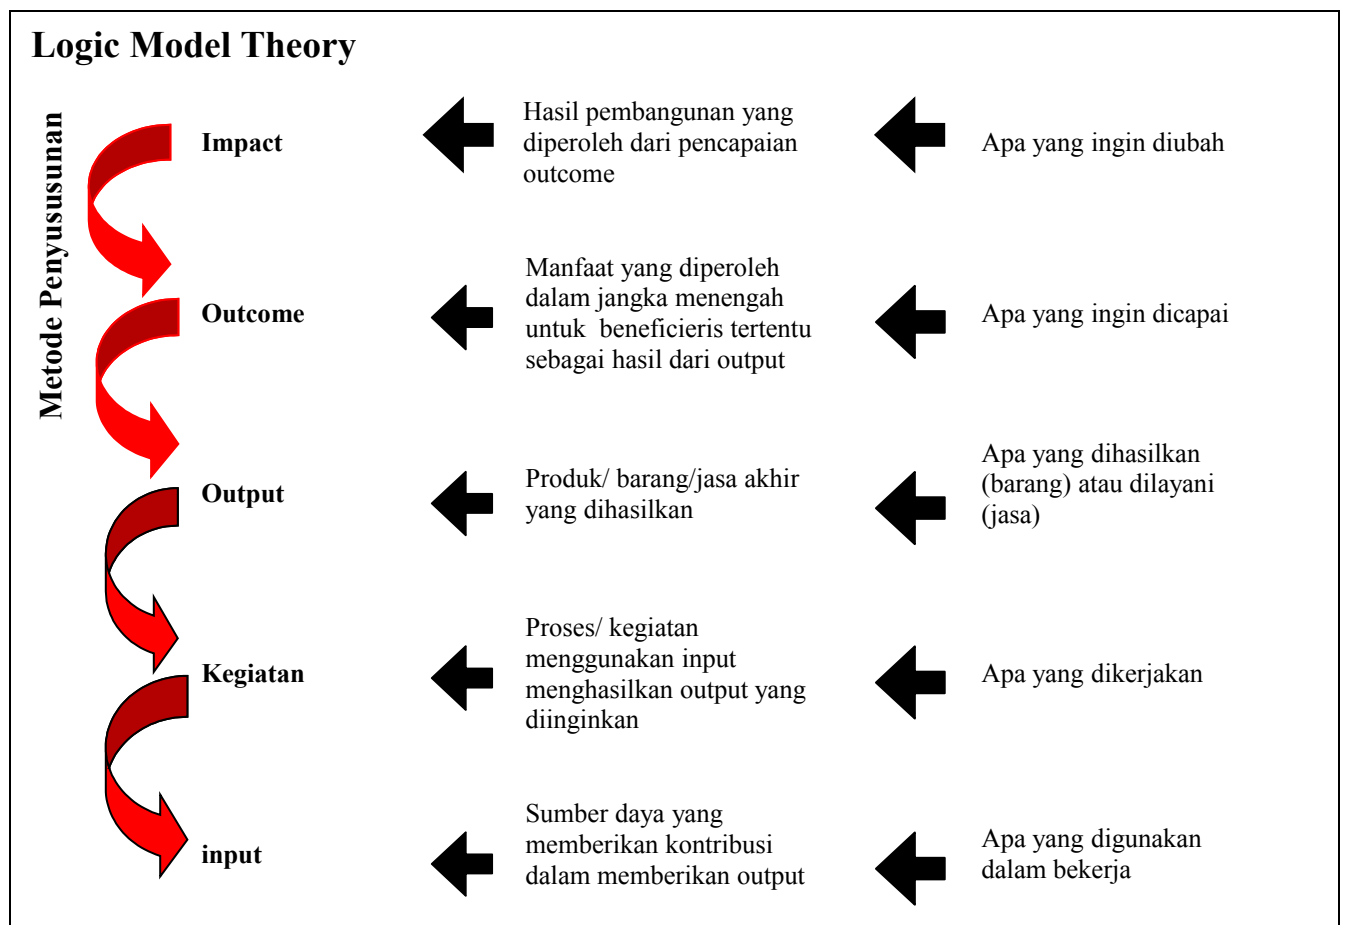 Logic Model Theory
Metode Penyususunan
Impact
Hasil pembangunan yang
diperoleh dari pencapaian
outcome
Apa yang ingin diubah
Outcome
Manfaat yang diperoleh
dalam jangka menengah
untuk  beneficieris tertentu
sebagai hasil dari output
Apa yang ingin dicapai
Output
Produk/ barang/jasa akhir
yang dihasilkan
Apa yang dihasilkan
(barang) atau dilayani
(jasa)
Kegiatan
Proses/ kegiatan
menggunakan input
menghasilkan output yang
diinginkan
Apa yang dikerjakan
input
Sumber daya yang
memberikan kontribusi
dalam memberikan output
Apa yang digunakan
dalam bekerja